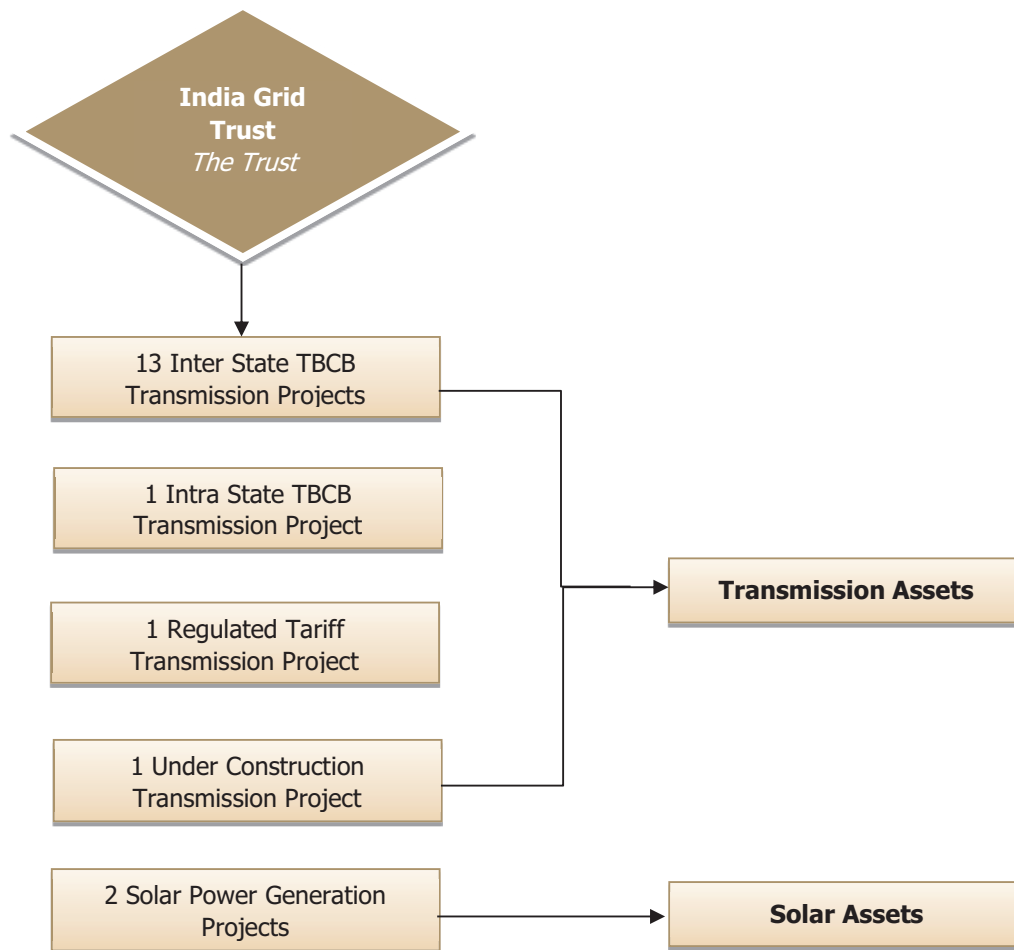 India Grid
Trust
The Trust
13 Inter State TBCB
Transmission Projects
1 Intra State TBCB
Transmission Project
1 Regulated Tariff
Transmission Project
1 Under Construction
Transmission Project
2 Solar Power Generation
Projects
Transmission Assets
Solar Assets